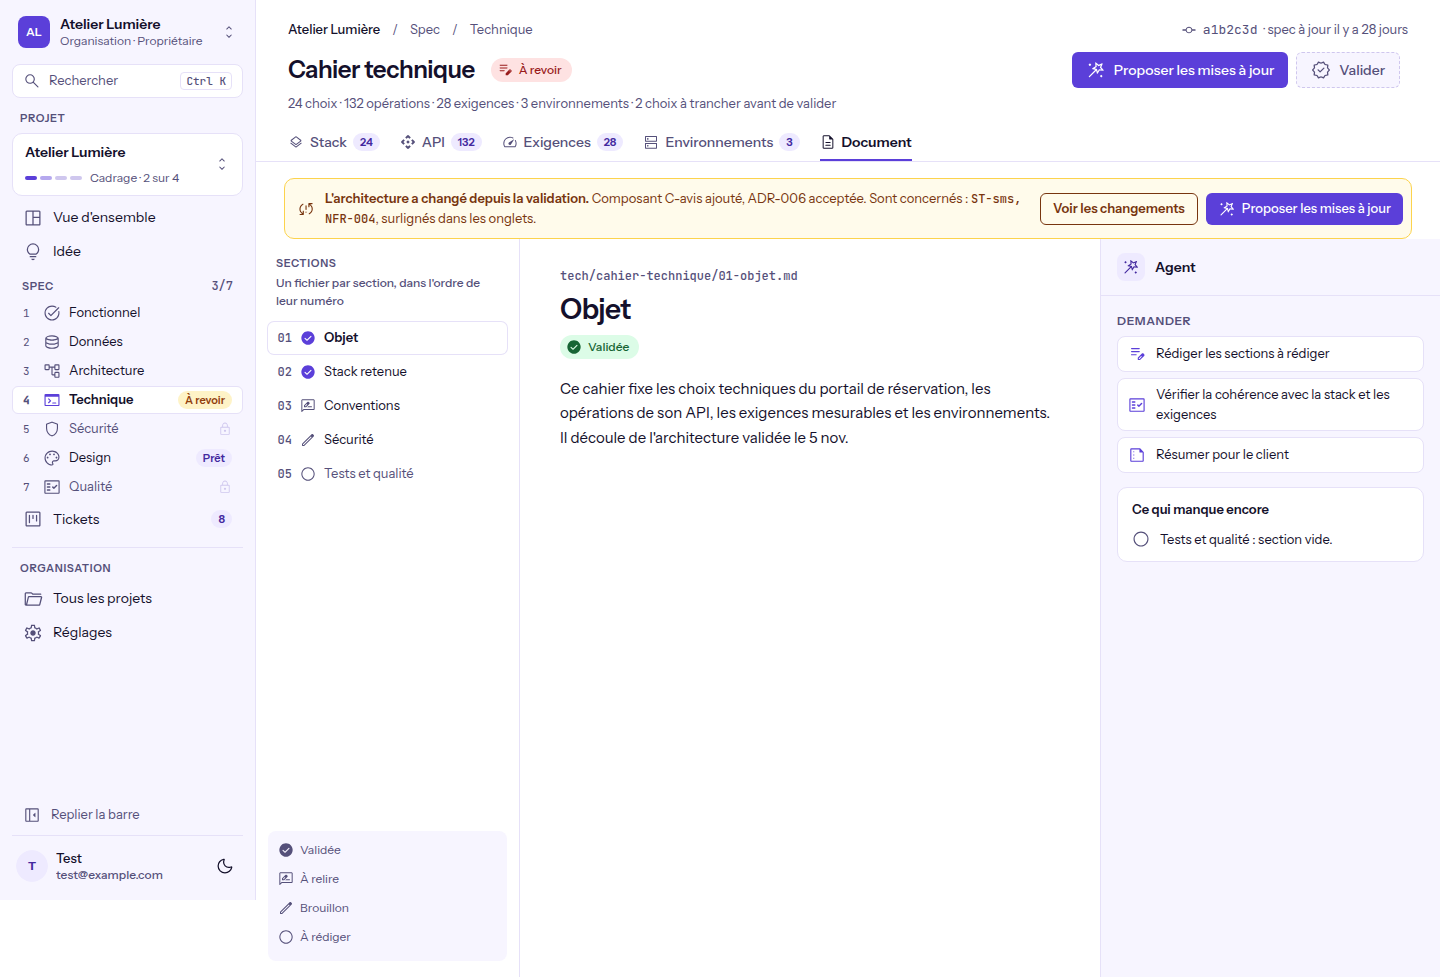 AL
Atelier Lumière
Organisation · Propriétaire
Rechercher
Ctrl K
PROJET
Atelier Lumière
Cadrage · 2 sur 4
Vue d'ensemble
Idée
SPEC 3/7
1 Fonctionnel
2 Données
3 Architecture
4 Technique À revoir
5 Sécurité
6 Design Prêt
7 Qualité
Tickets 8
ORGANISATION
Tous les projets
Réglages
Replier la barre
T
Test
test@example.com
Atelier Lumière / Spec / Technique
a1b2c3d · spec à jour il y a 28 jours
Cahier technique À revoir
Proposer les mises à jour
Valider
24 choix · 132 opérations · 28 exigences · 3 environnements · 2 choix à trancher avant de valider
Stack 24 API 132 Exigences 28 Environnements 3 Document
L'architecture a changé depuis la validation. Composant C-avis ajouté, ADR-006 acceptée. Sont concernés : ST-sms,
NFR-004, surlignés dans les onglets.
Voir les changements
Proposer les mises à jour
SECTIONS
Un fichier par section, dans l'ordre de
leur numéro
01 Objet
02 Stack retenue
03 Conventions
04 Sécurité
05 Tests et qualité
Validée
À relire
Brouillon
À rédiger
tech/cahier-technique/01-objet.md
Objet
Validée
Ce cahier fixe les choix techniques du portail de réservation, les
opérations de son API, les exigences mesurables et les environnements.
Il découle de l'architecture validée le 5 nov.
Agent
DEMANDER
Rédiger les sections à rédiger
Vérifier la cohérence avec la stack et les
exigences
Résumer pour le client
Ce qui manque encore
Tests et qualité : section vide.